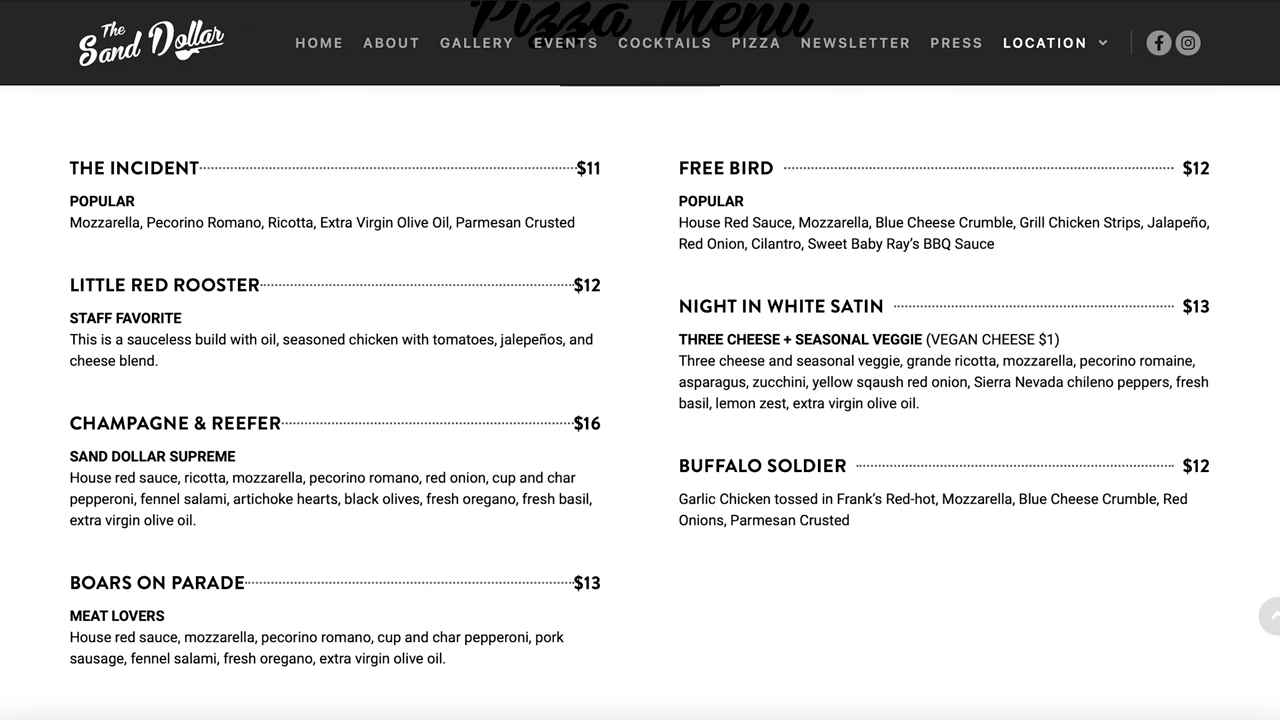 Pizza Menu
The
Sand Dollar
HOME ABOUT GALLERY EVENTS COCKTAILS PIZZA NEWSLETTER PRESS LOCATION
THE INCIDENT $11
POPULAR
Mozzarella, Pecorino Romano, Ricotta, Extra Virgin Olive Oil, Parmesan Crusted
LITTLE RED ROOSTER $12
STAFF FAVORITE
This is a sauceless build with oil, seasoned chicken with tomatoes, jalepeños, and
cheese blend.
CHAMPAGNE & REEFER $16
SAND DOLLAR SUPREME
House red sauce, ricotta, mozzarella, pecorino romano, red onion, cup and char
pepperoni, fennel salami, artichoke hearts, black olives, fresh oregano, fresh basil,
extra virgin olive oil.
BOARS ON PARADE $13
MEAT LOVERS
House red sauce, mozzarella, pecorino romano, cup and char pepperoni, pork
sausage, fennel salami, fresh oregano, extra virgin olive oil.
FREE BIRD $12
POPULAR
House Red Sauce, Mozzarella, Blue Cheese Crumble, Grill Chicken Strips, Jalapeño,
Red Onion, Cilantro, Sweet Baby Ray's BBQ Sauce
NIGHT IN WHITE SATIN $13
THREE CHEESE + SEASONAL VEGGIE (VEGAN CHEESE $1)
Three cheese and seasonal veggie, grande ricotta, mozzarella, pecorino romaine,
asparagus, zucchini, yellow sqaush red onion, Sierra Nevada chileno peppers, fresh
basil, lemon zest, extra virgin olive oil.
BUFFALO SOLDIER $12
Garlic Chicken tossed in Frank's Red-hot, Mozzarella, Blue Cheese Crumble, Red
Onions, Parmesan Crusted